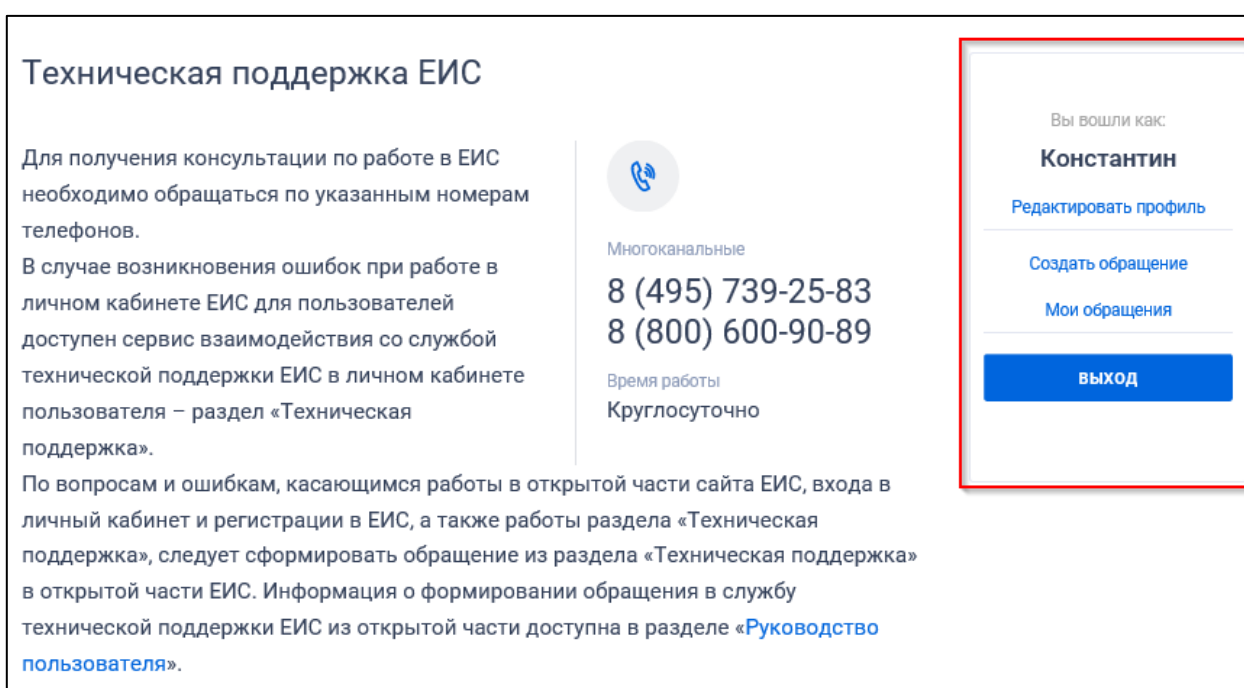 Техническая поддержка ЕИС
Для получения консультации по работе в ЕИС
необходимо обращаться по указанным номерам
телефонов.
В случае возникновения ошибок при работе в
личном кабинете ЕИС для пользователей
доступен сервис взаимодействия со службой
технической поддержки ЕИС в личном кабинете
пользователя – раздел «Техническая
поддержка».
По вопросам и ошибкам, касающимся работы в открытой части сайта ЕИС, входа в
личный кабинет и регистрации в ЕИС, а также работы раздела «Техническая
поддержка», следует сформировать обращение из раздела «Техническая поддержка»
в открытой части ЕИС. Информация о формировании обращения в службу
технической поддержки ЕИС из открытой части доступна в разделе «Руководство
пользователя».
Многоканальные
8 (495) 739-25-83
8 (800) 600-90-89
Время работы
Круглосуточно
Вы вошли как:
Константин
Редактировать профиль
Создать обращение
Мои обращения
ВЫХОД